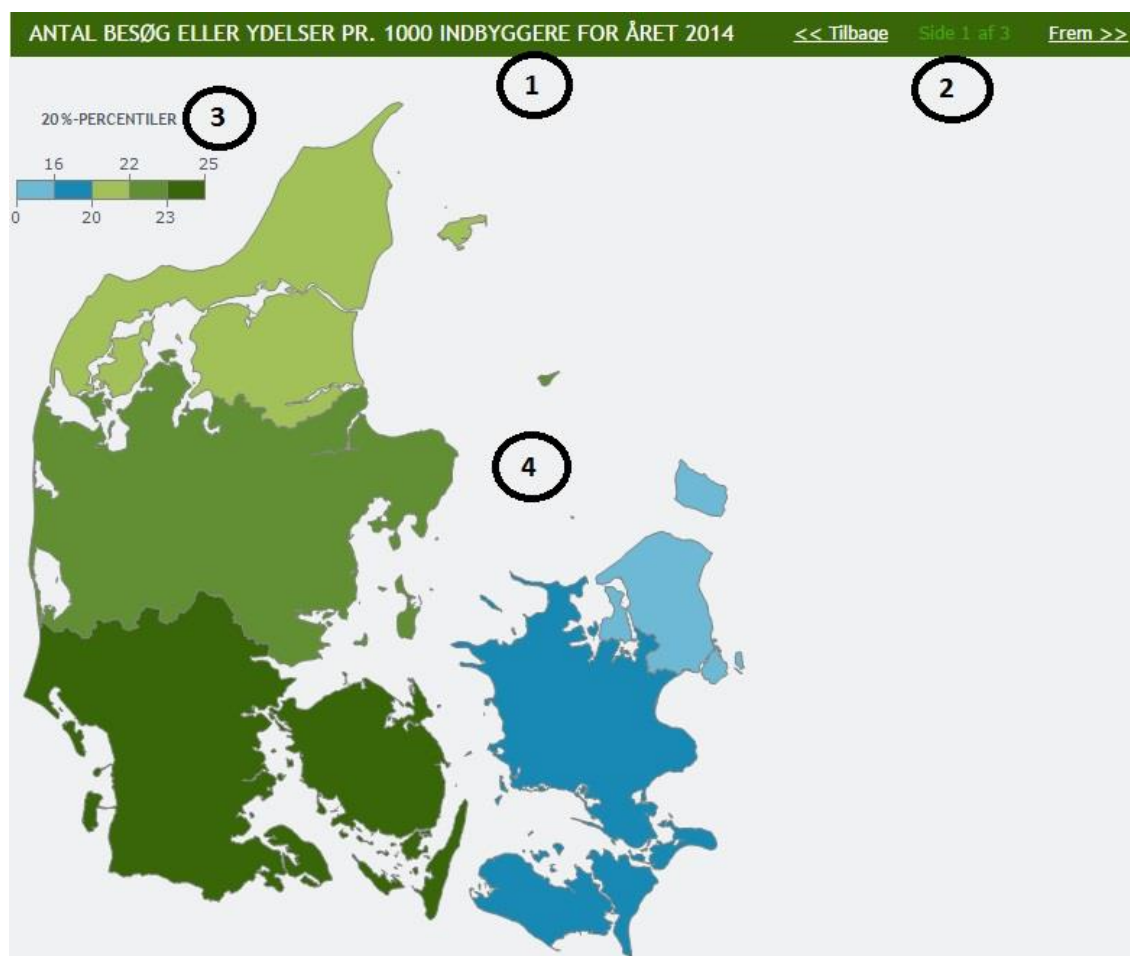 ANTAL BESØG ELLER YDELSER PR. 1000 INDBYGGERE FOR ÅRET 2014 << Tilbage Side 1 af 3 Frem >>
1
2
20%-PERCENTILER 3
16 22 25
0 20 23
4